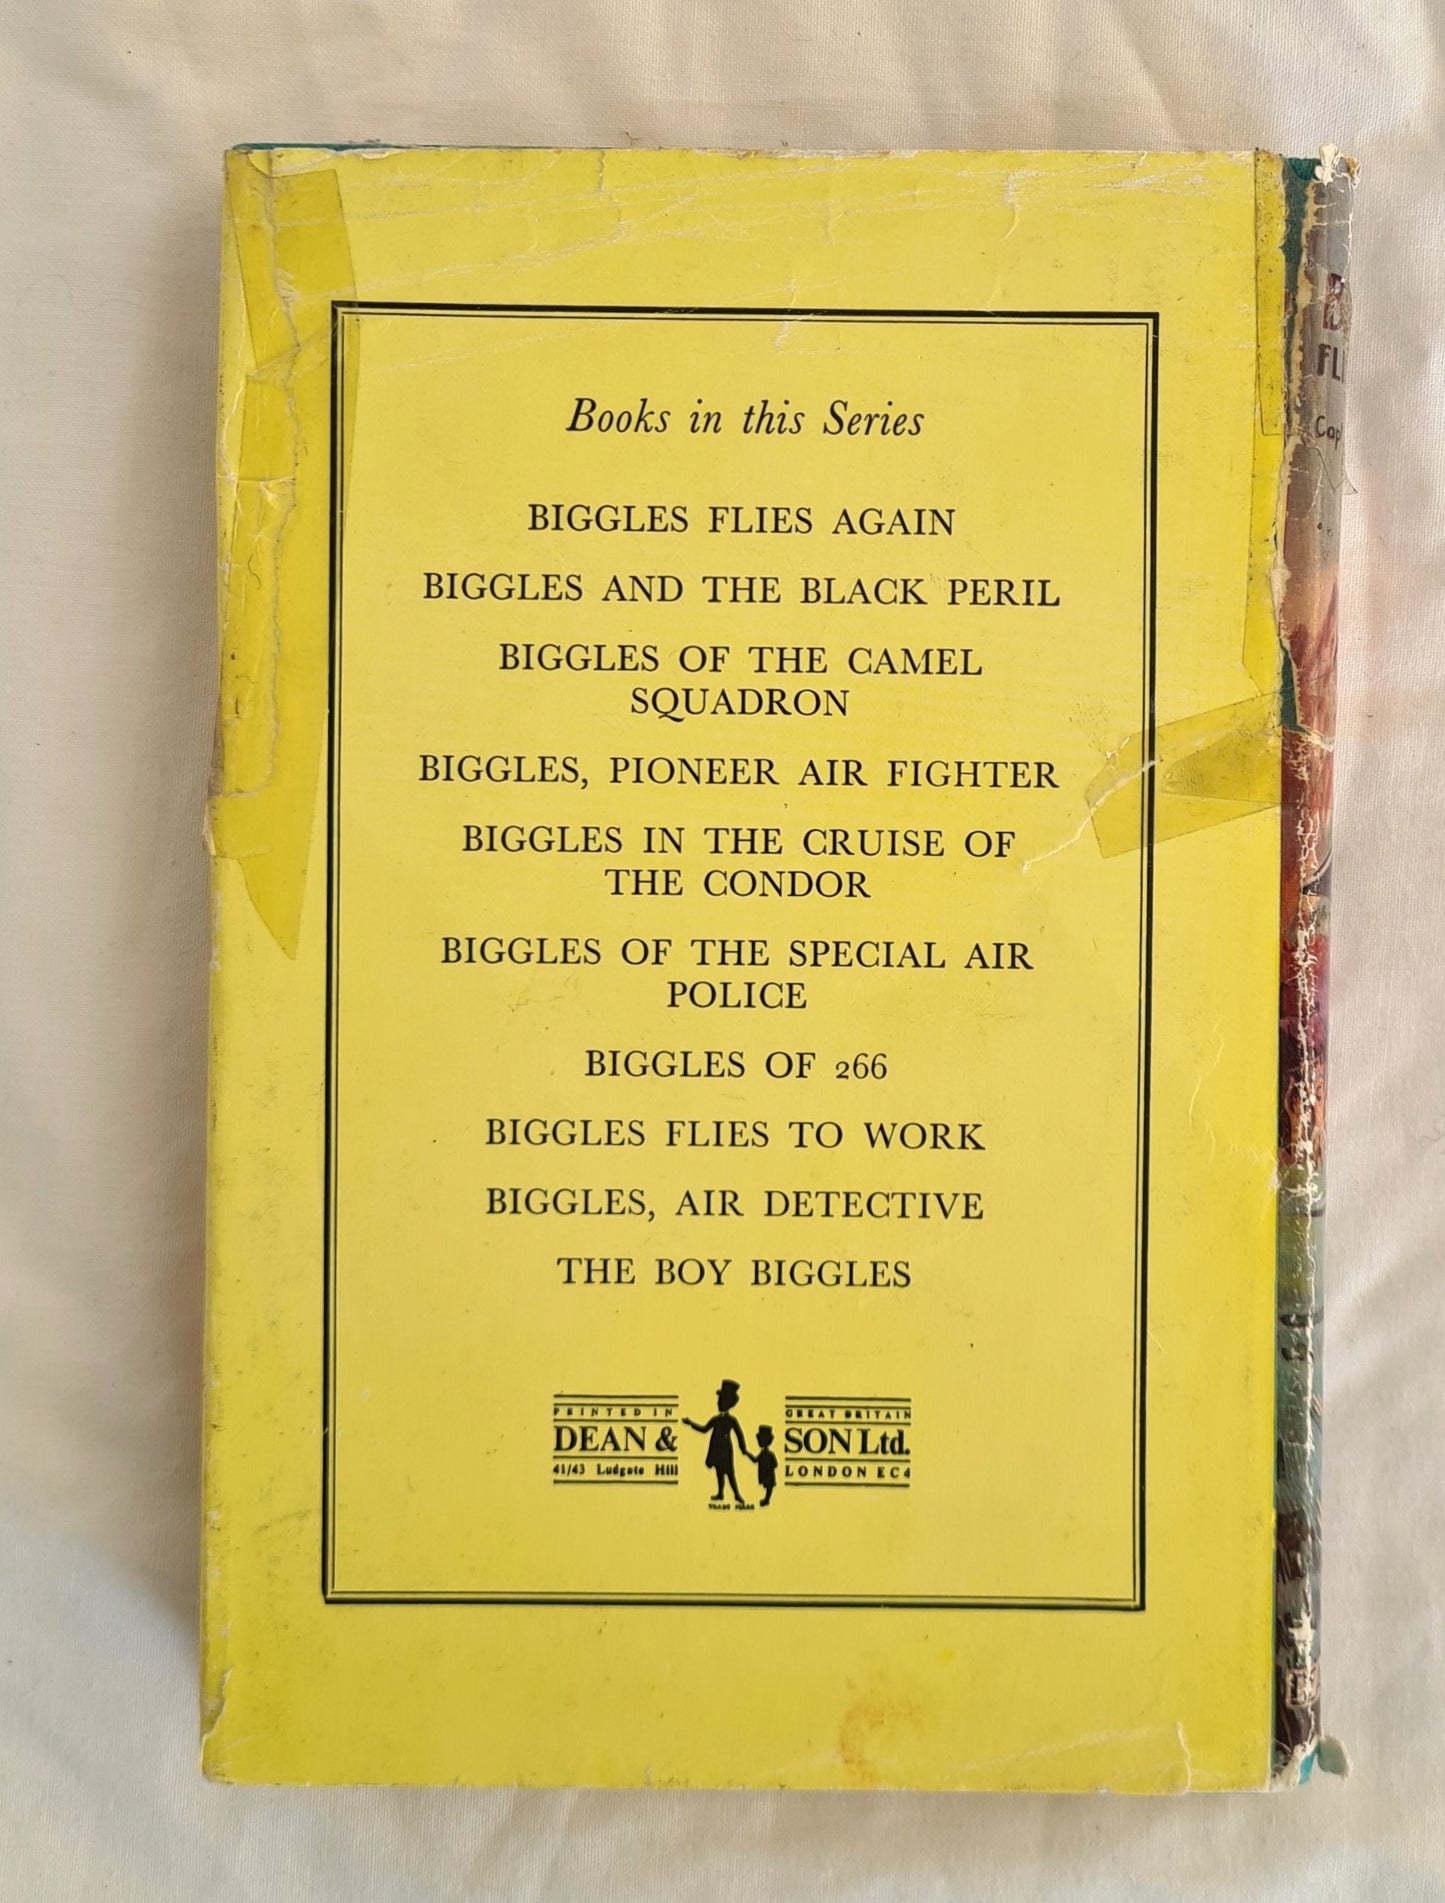 Books in this Series
BIGGLES FLIES AGAIN
BIGGLES AND THE BLACK PERIL
BIGGLES OF THE CAMEL
SQUADRON
BIGGLES, PIONEER AIR FIGHTER
BIGGLES IN THE CRUISE OF
THE CONDOR
BIGGLES OF THE SPECIAL AIR
POLICE
BIGGLES OF 266
BIGGLES FLIES TO WORK
BIGGLES, AIR DETECTIVE
THE BOY BIGGLES
PRINTED IN GREAT BRITAIN
DEAN & SON Ltd.
41/43 Ludgate Hill LONDON EC4
TRADE MARK